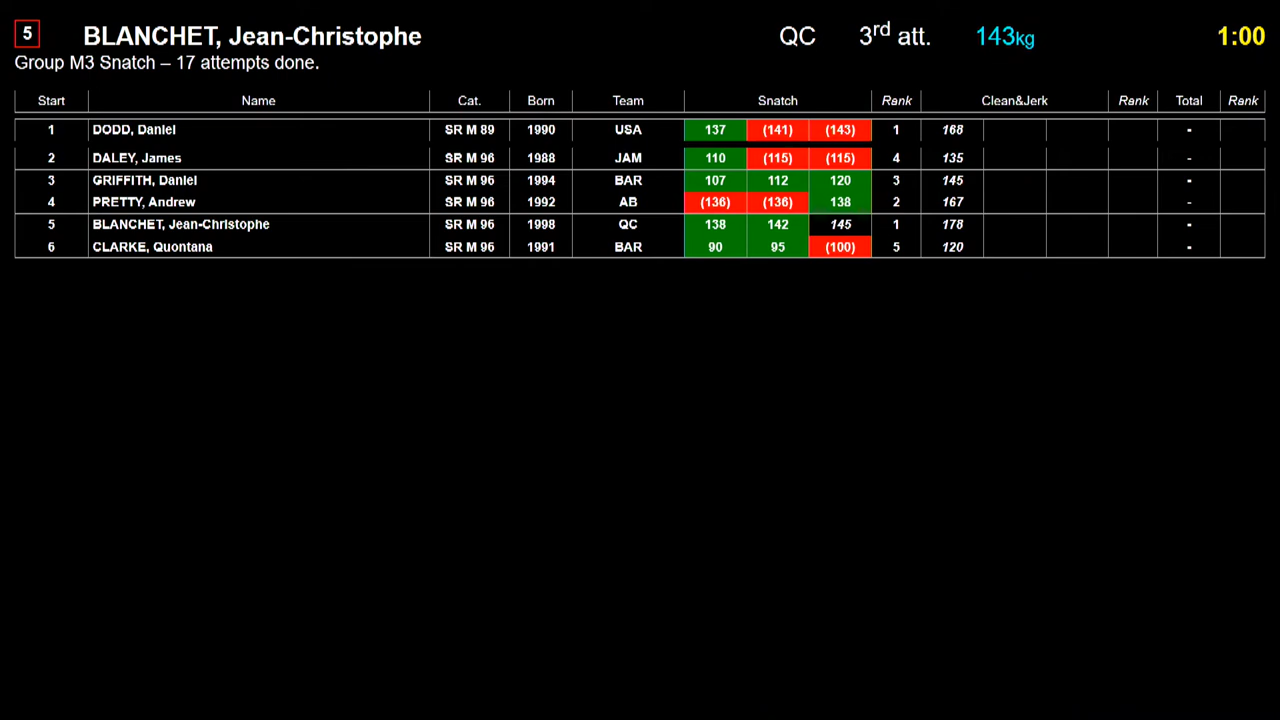 5 BLANCHET, Jean-Christophe QC 3rd att. 143kg 1:00
Group M3 Snatch – 17 attempts done.
Start Name Cat. Born Team Snatch Rank Clean&Jerk Rank Total Rank
1 DODD, Daniel SR M 89 1990 USA 137 (141) (143) 1 168 -
2 DALEY, James SR M 96 1988 JAM 110 (115) (115) 4 135 -
3 GRIFFITH, Daniel SR M 96 1994 BAR 107 112 120 3 145 -
4 PRETTY, Andrew SR M 96 1992 AB (136) (136) 138 2 167 -
5 BLANCHET, Jean-Christophe SR M 96 1998 QC 138 142 145 1 178 -
6 CLARKE, Quontana SR M 96 1991 BAR 90 95 (100) 5 120 -